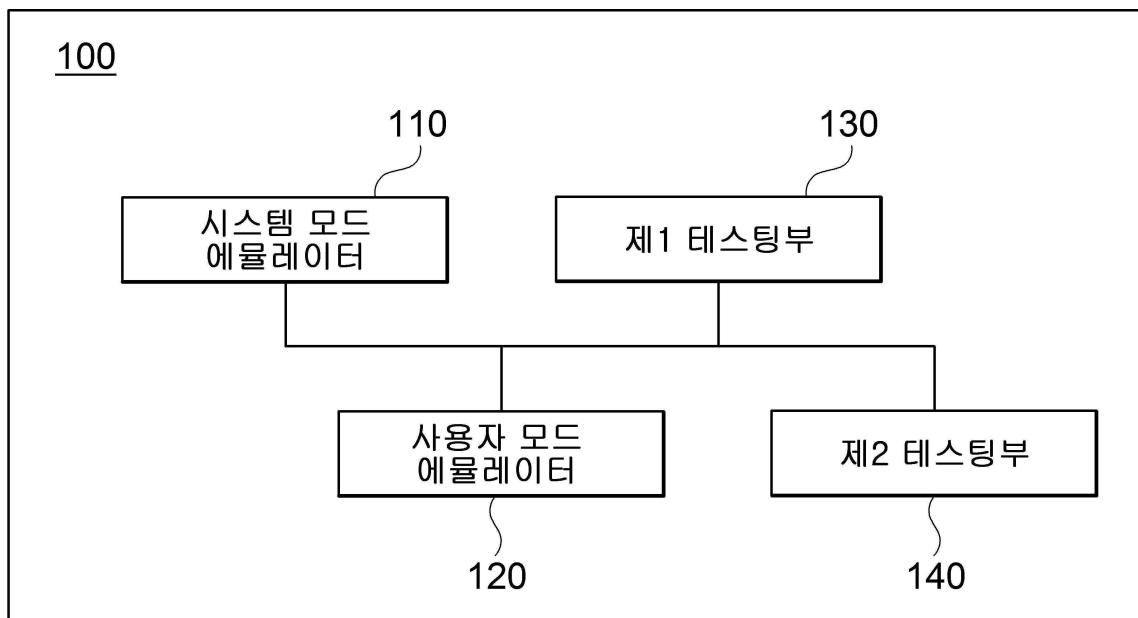 100
110
130
시스템 모드
에뮬레이터
제1 테스팅부
사용자 모드
에뮬레이터
제2 테스팅부
120
140